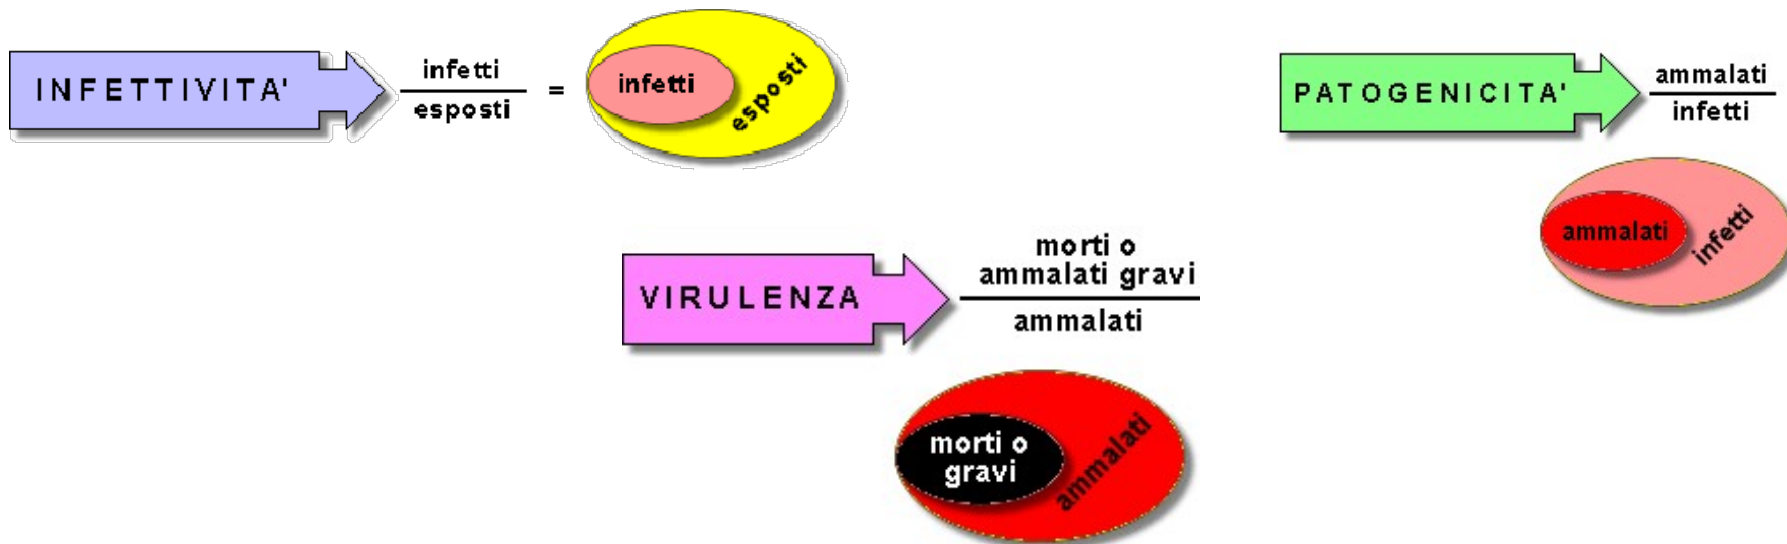 INFETTIVITA'
infetti
esposti
=
infetti
esposti
PATOGENICITA'
ammalati
infetti
ammalati
infetti
VIRULENZA
morti o
ammalati gravi
ammalati
morti o
gravi
ammalati